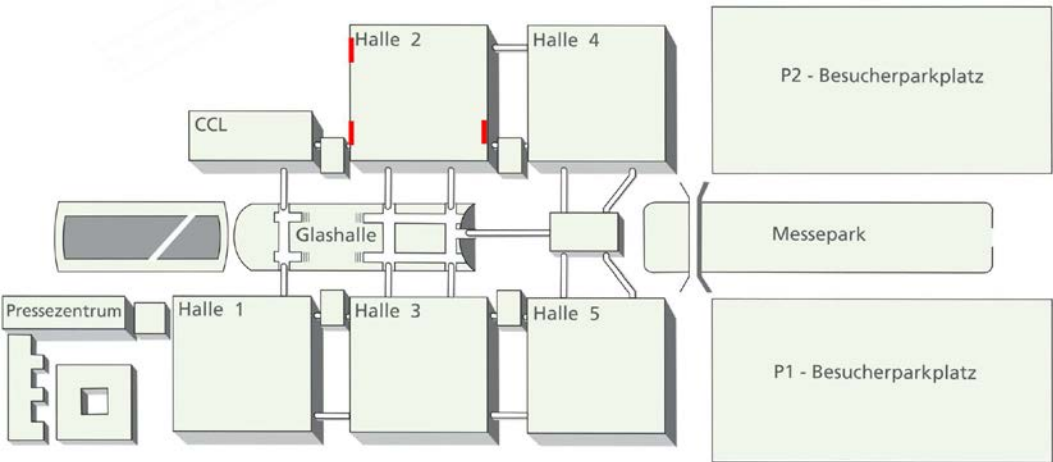 Halle 2
Halle 4
P2 - Besucherparkplatz
CCL
Glashalle
Messepark
Pressezentrum
Halle 1
Halle 3
Halle 5
P1 - Besucherparkplatz